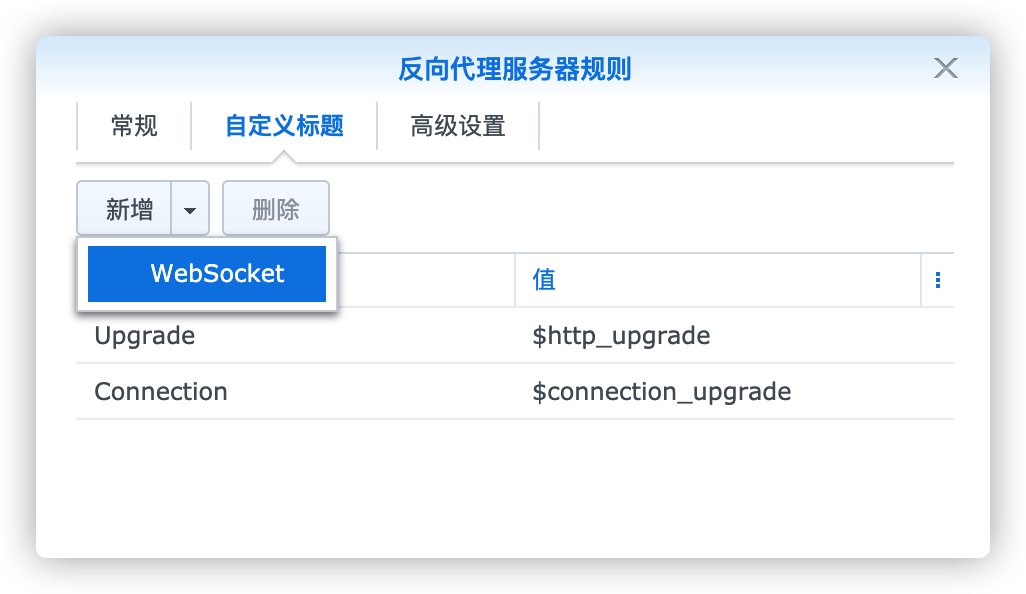 反向代理服务器规则
常规 自定义标题 高级设置
新增 删除
WebSocket
值
Upgrade $http_upgrade
Connection $connection_upgrade